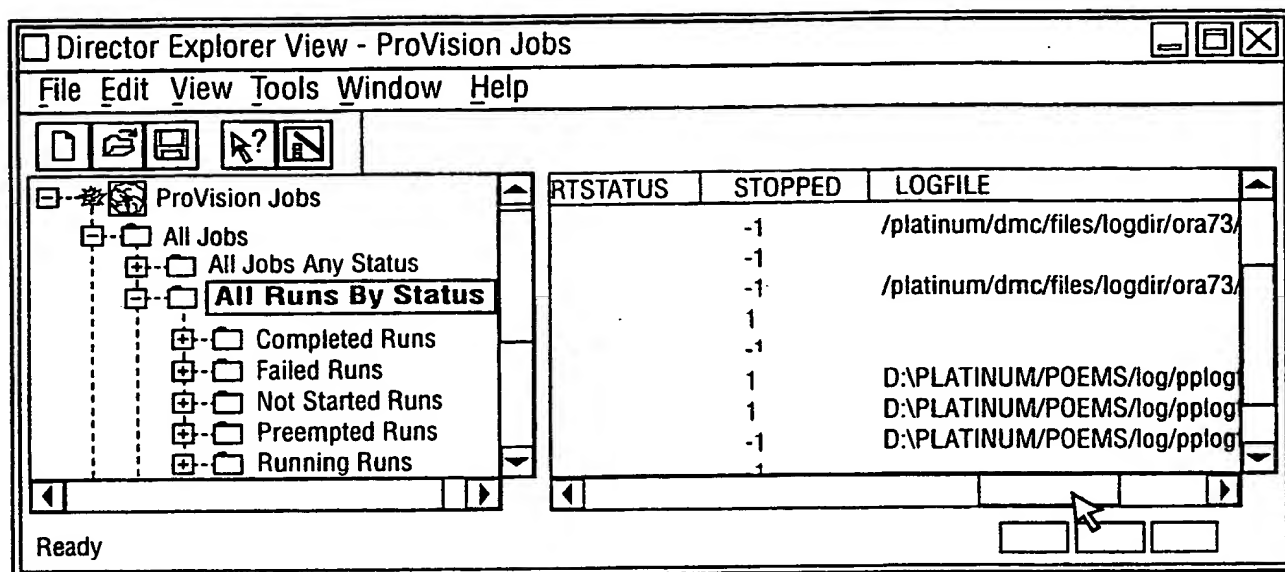 Director Explorer View - ProVision Jobs
File Edit View Tools Window Help
?
ProVision Jobs
All Jobs
All Jobs Any Status
All Runs By Status
Completed Runs
Failed Runs
Not Started Runs
Preempted Runs
Running Runs
RTSTATUS STOPPED LOGFILE
-1 /platinum/dmc/files/logdir/ora73/
-1
-1 /platinum/dmc/files/logdir/ora73/
1
-1
1 D:\PLATINUM/POEMS/log/pplog
1 D:\PLATINUM/POEMS/log/pplog
-1 D:\PLATINUM/POEMS/log/pplog
Ready